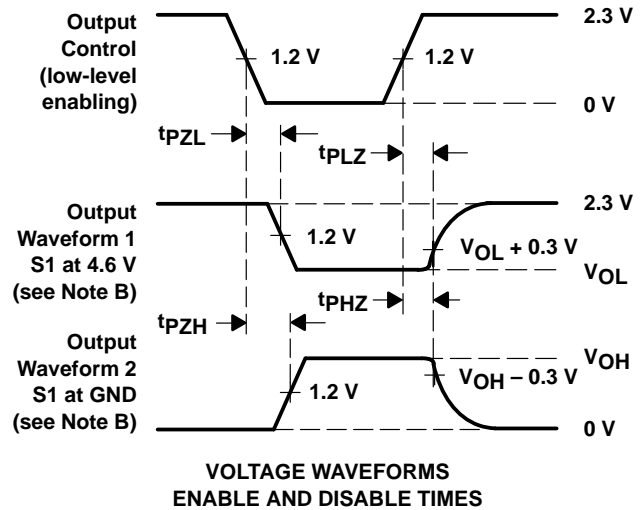 Output
Control
(low-level
enabling)
1.2 V
1.2 V
2.3 V
0 V
tPZL
tPLZ
Output
Waveform 1
S1 at 4.6 V
(see Note B)
1.2 V
2.3 V
VOL + 0.3 V
VOL
tPZH
tPHZ
Output
Waveform 2
S1 at GND
(see Note B)
1.2 V
VOH
VOH – 0.3 V
0 V
VOLTAGE WAVEFORMS
ENABLE AND DISABLE TIMES